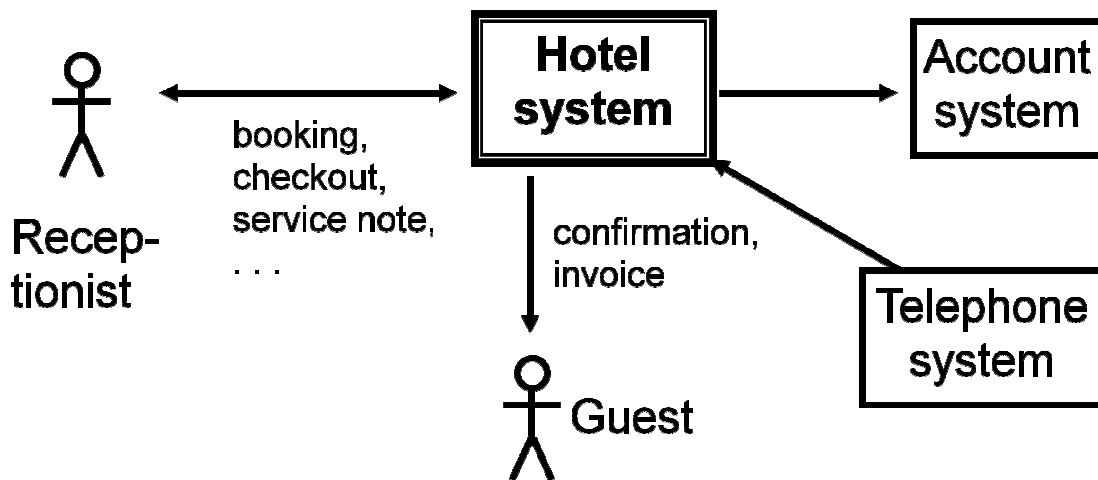 Hotel
system
Account
system
booking,
checkout,
service note,
. . .
Recep-
tionist
confirmation,
invoice
Telephone
system
Guest